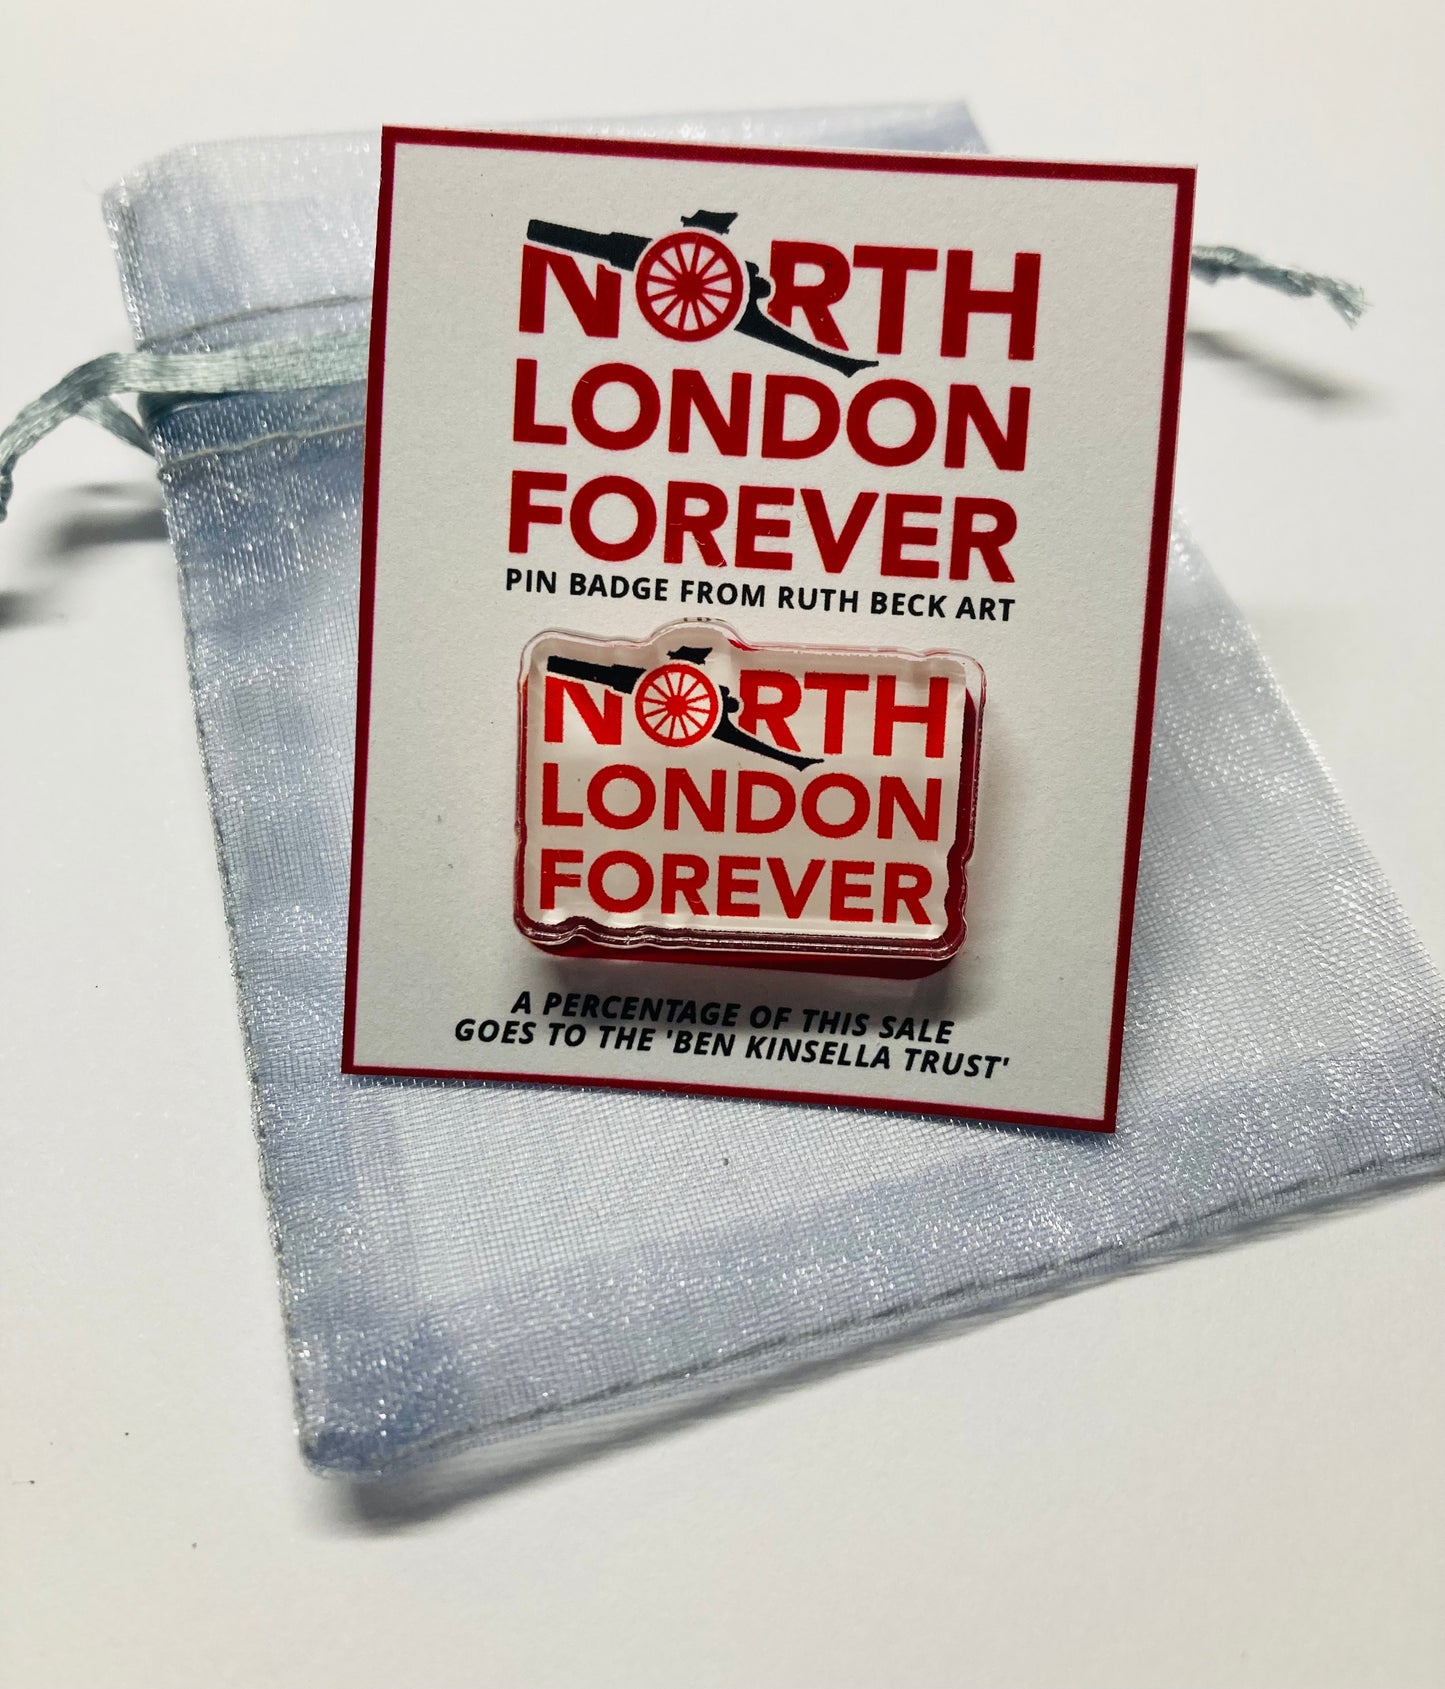 NORTH
LONDON
FOREVER
PIN BADGE FROM RUTH BECK ART
NORTH
LONDON
FOREVER
A PERCENTAGE OF THIS SALE
GOES TO THE 'BEN KINSELLA TRUST'